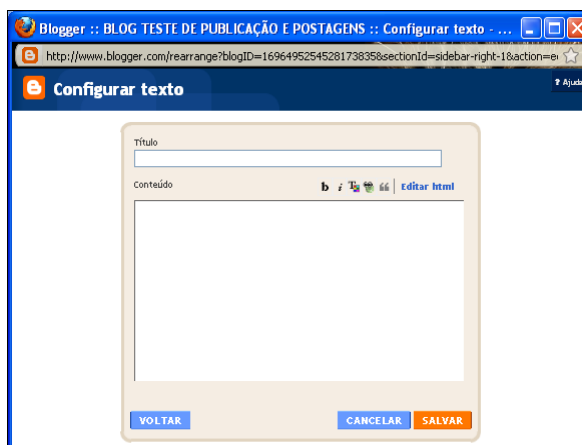 Blogger :: BLOG TESTE DE PUBLICAÇÃO E POSTAGENS :: Configurar texto - ...
http://www.blogger.com/rearrange?blogID=1696495254528173835&sectionId=sidebar-right-1&action=e
Configurar texto
? Ajuda
Título
Conteúdo b i T Editar html
VOLTAR CANCELAR SALVAR